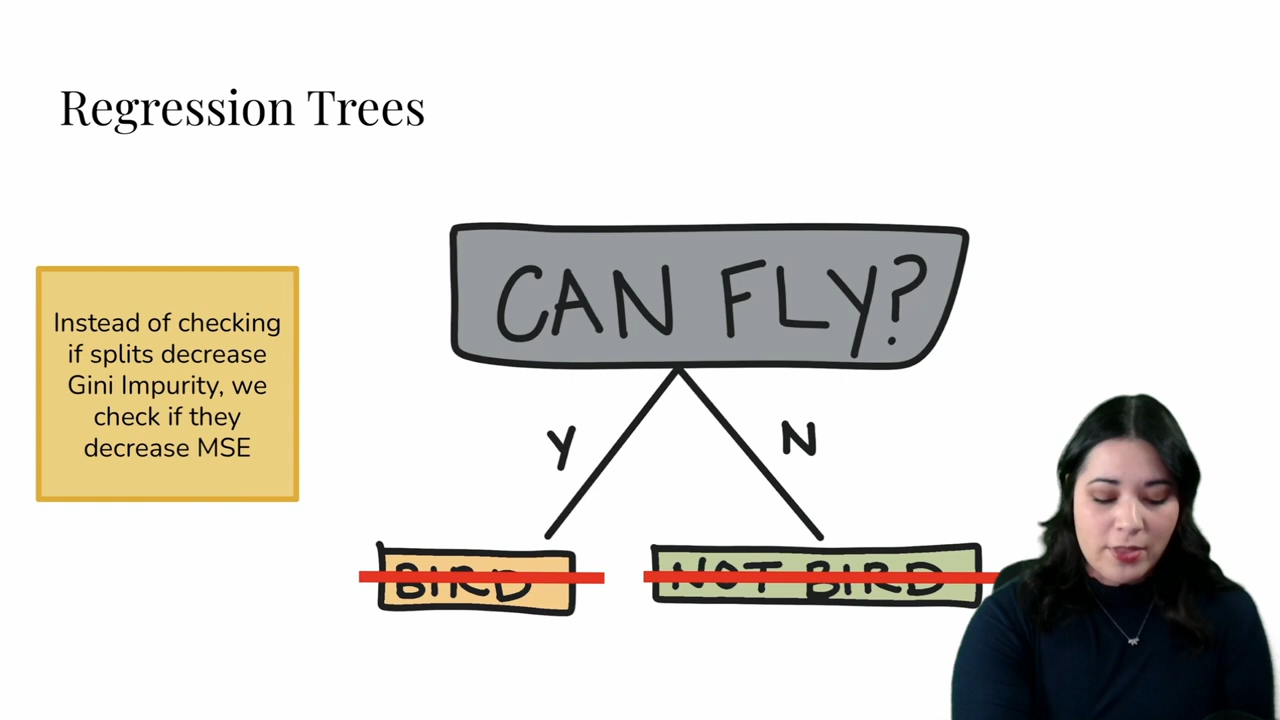 Regression Trees
Instead of checking
if splits decrease
Gini Impurity, we
check if they
decrease MSE
CAN FLY?
Y
N
BIRD
NOT BIRD